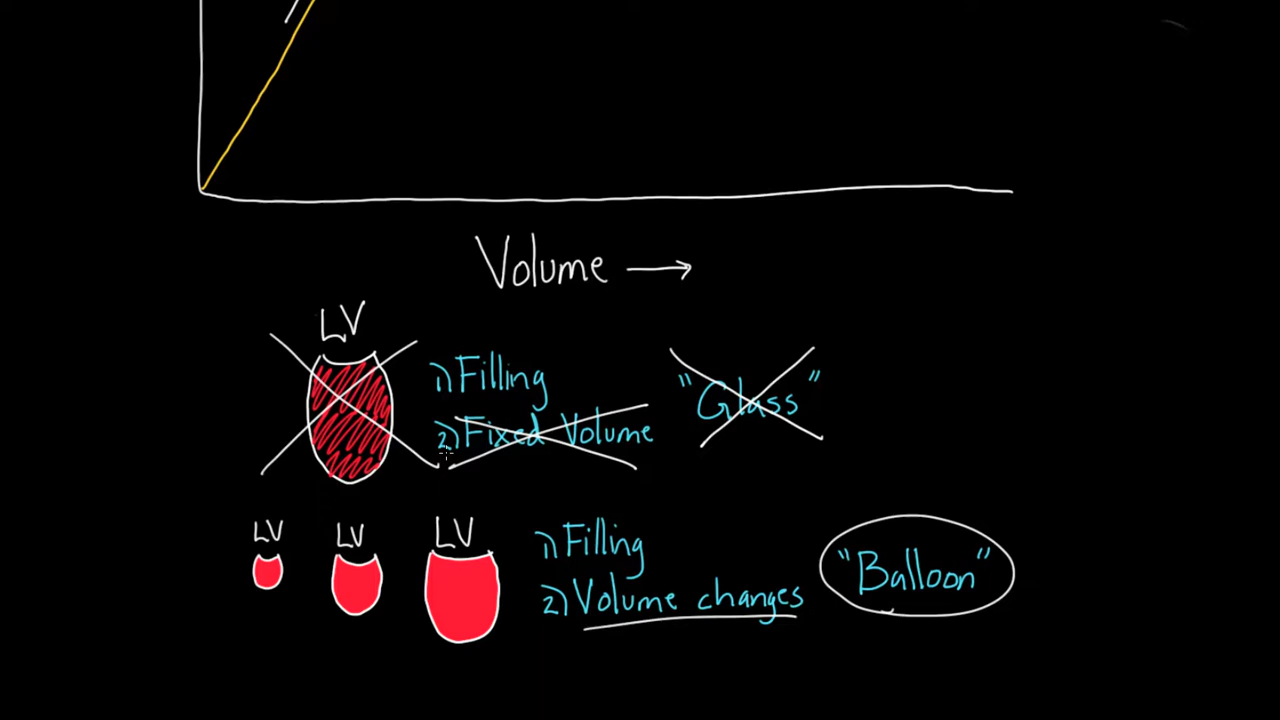 Volume →
LV
1) Filling
2) Fixed Volume
"Glass"
LV LV LV
1) Filling
2) Volume changes
"Balloon"